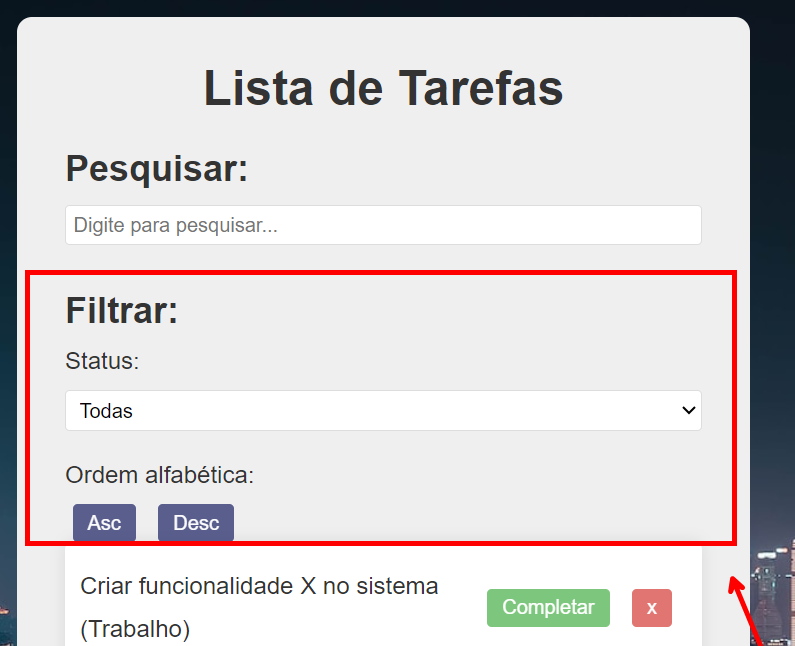 Lista de Tarefas
Pesquisar:
Digite para pesquisar...
Filtrar:
Status:
Todas
Ordem alfabética:
Asc Desc
Criar funcionalidade X no sistema
(Trabalho)
Completar x